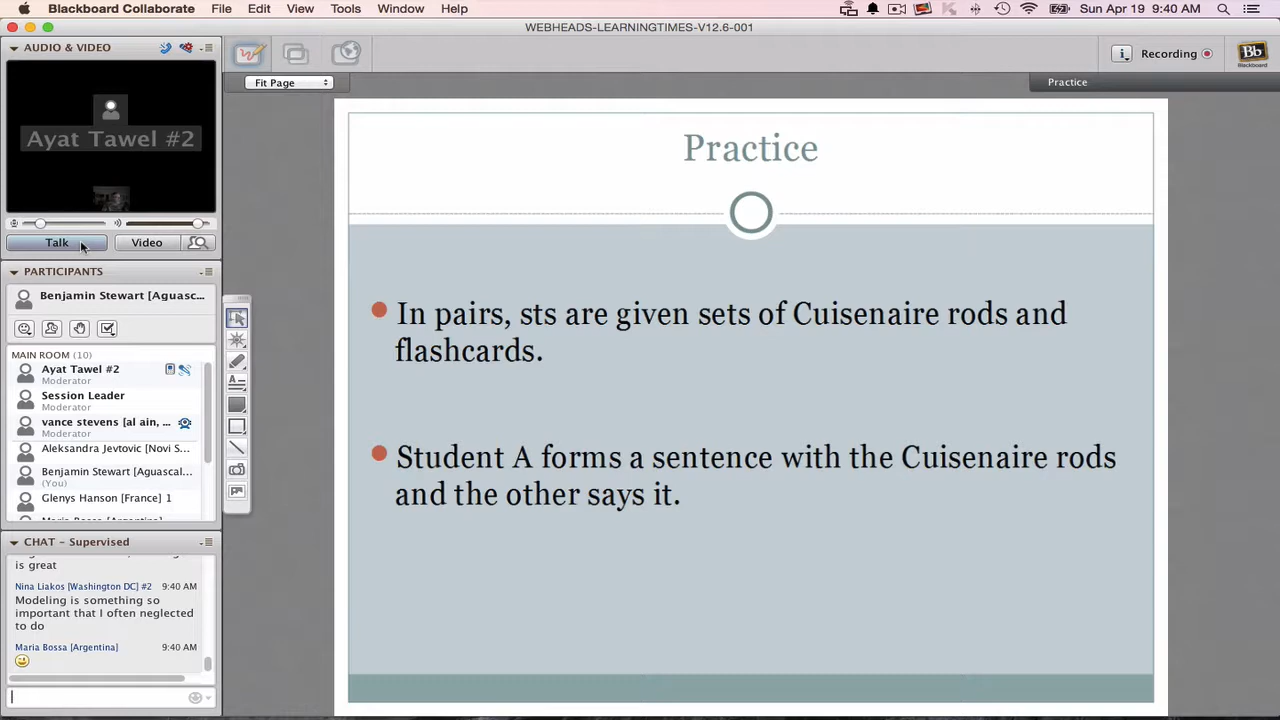 Blackboard Collaborate File Edit View Tools Window Help Sun Apr 19 9:40 AM
WEBHEADS-LEARNINGTIMES-V12.6-001
AUDIO & VIDEO
Ayat Tawel #2
Talk Video
PARTICIPANTS
Benjamin Stewart [Aguasc...
MAIN ROOM (10)
Ayat Tawel #2
Moderator
Session Leader
Moderator
vance stevens [al ain, ...
Moderator
Aleksandra Jevtovic [Novi S...
Benjamin Stewart [Aguascal...
(You)
Glenys Hanson [France] 1
Maria Bossa [Argentina]
CHAT – Supervised
is great
Nina Liakos [Washington DC] #2 9:40 AM
Modeling is something so
important that I often neglected
to do
Maria Bossa [Argentina] 9:40 AM
Fit Page
Recording
Bb
Blackboard
Practice
Practice
In pairs, sts are given sets of Cuisenaire rods and
flashcards.
Student A forms a sentence with the Cuisenaire rods
and the other says it.